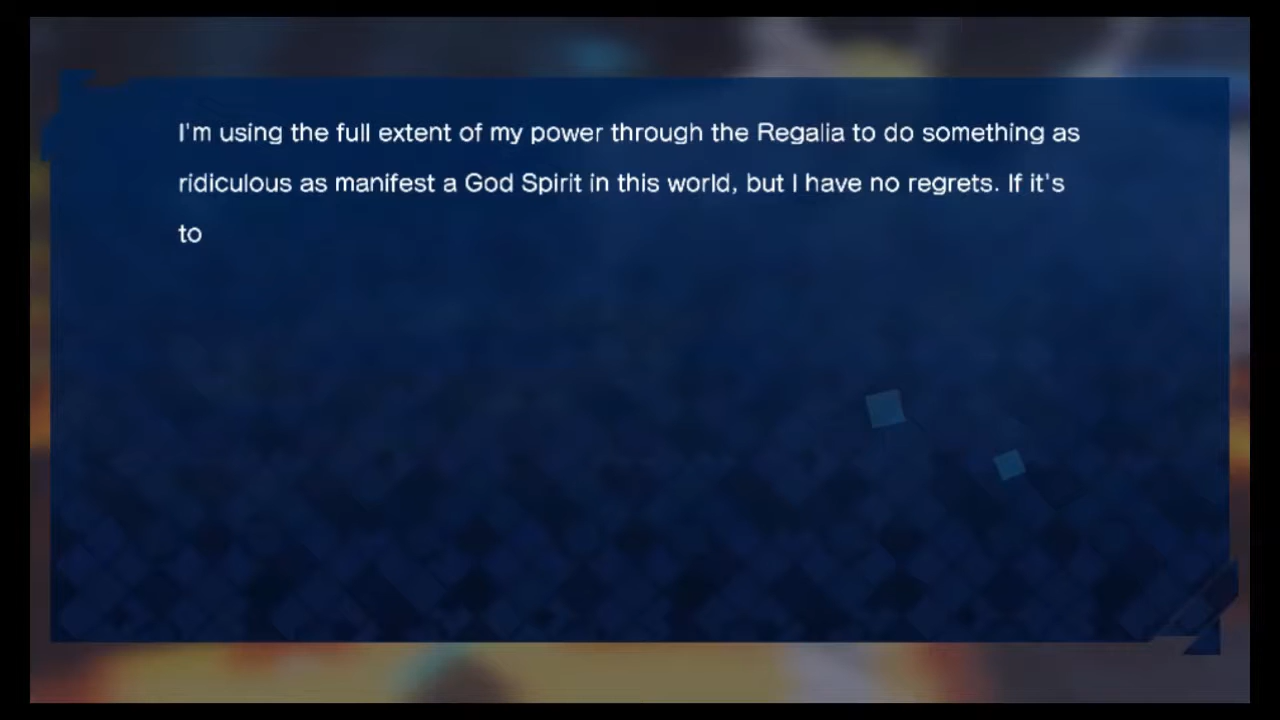 I'm using the full extent of my power through the Regalia to do something as
ridiculous as manifest a God Spirit in this world, but I have no regrets. If it's
to